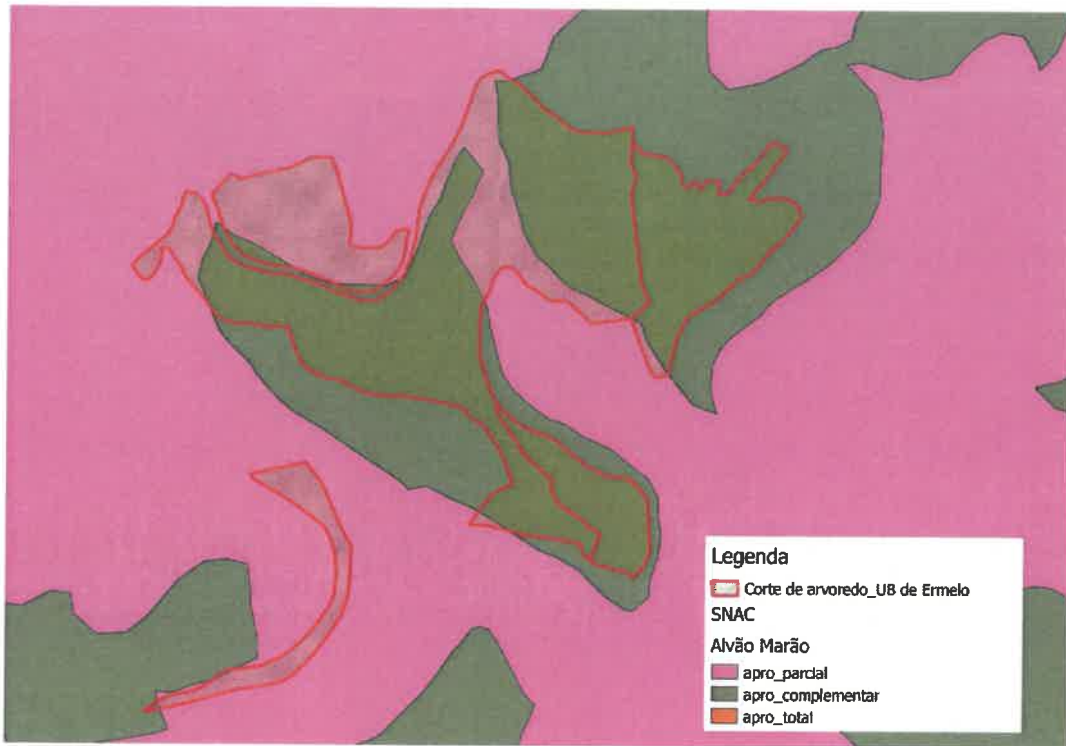 Legenda
Corte de arvoredo_UB de Ermelo
SNAC
Alvão Marão
apro_parcial
apro_complementar
apro_total